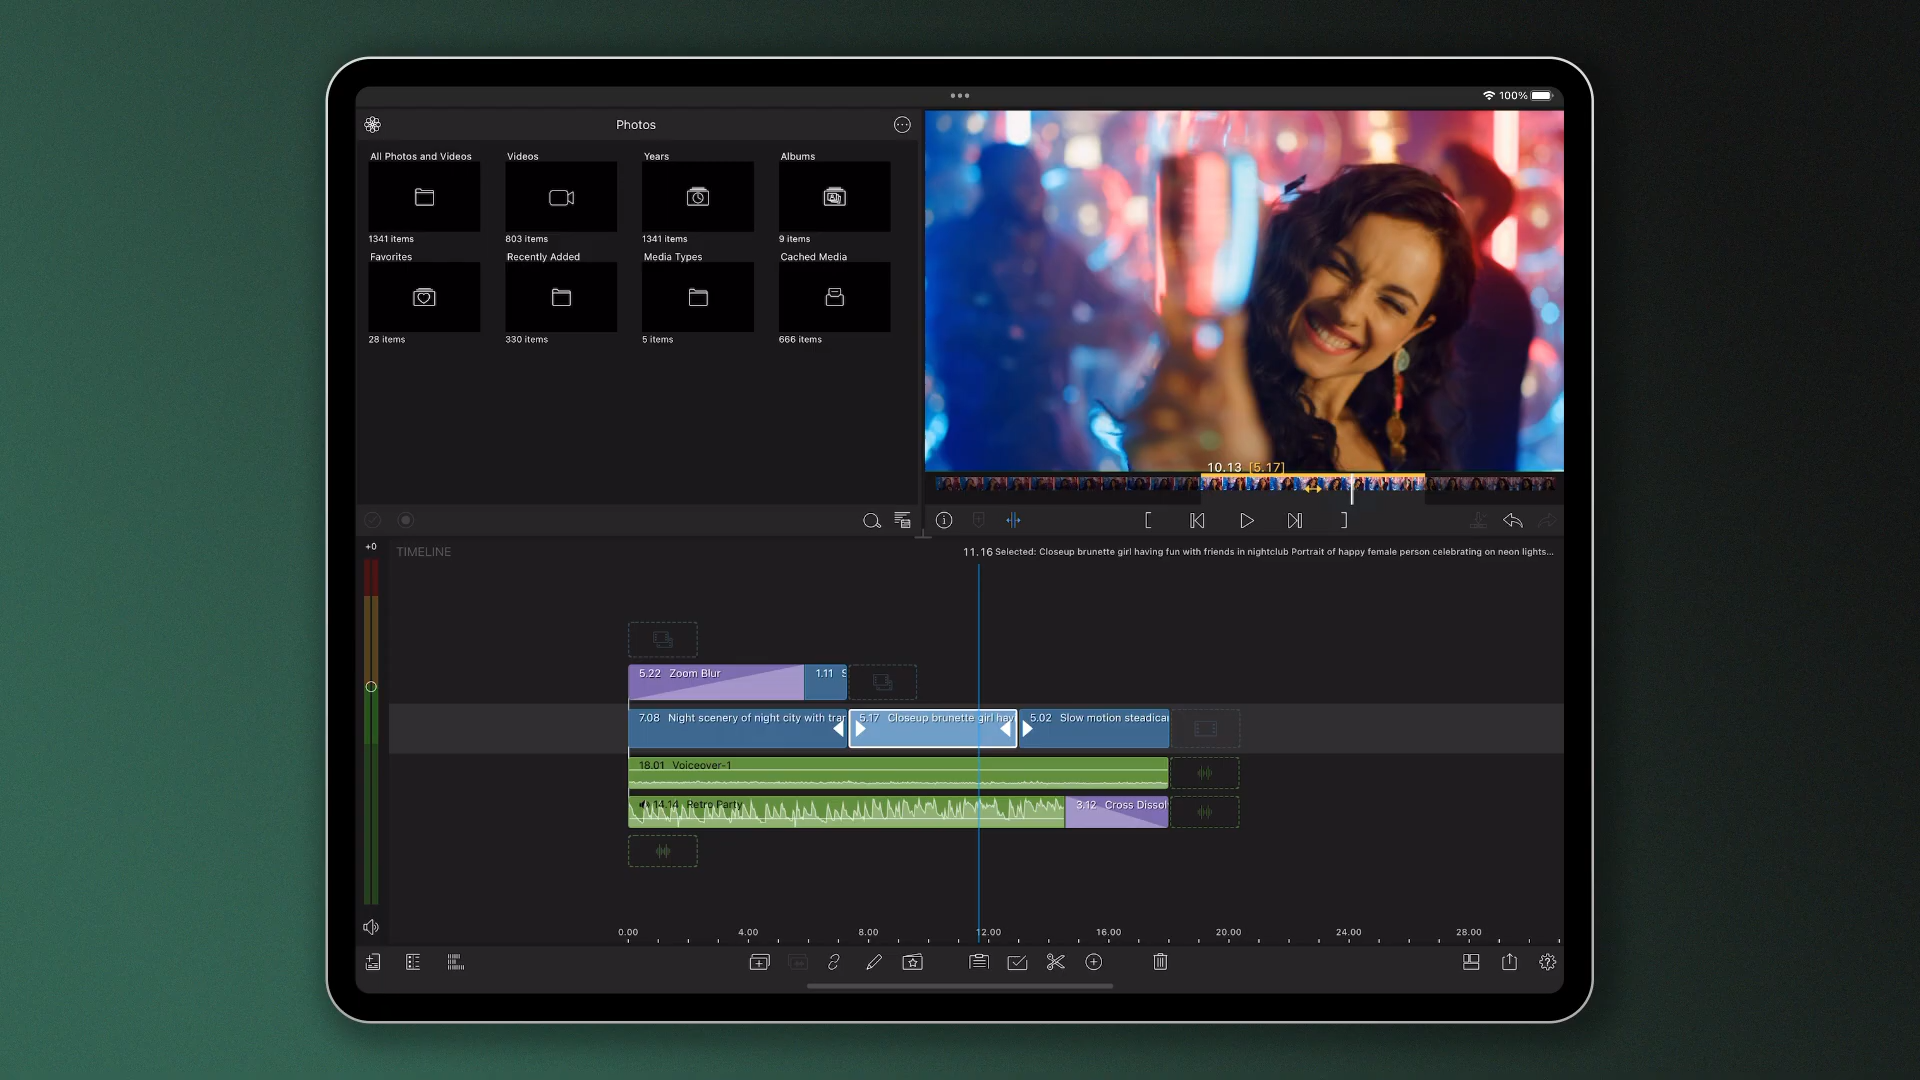 100%
Photos
All Photos and Videos
Videos
Years
Albums
1341 items
803 items
1341 items
9 items
Favorites
Recently Added
Media Types
Cached Media
28 items
330 items
5 items
666 items
10.13 [5.17]
+0
TIMELINE
11.16 Selected: Closeup brunette girl having fun with friends in nightclub Portrait of happy female person celebrating on neon lights...
5.22 Zoom Blur
1.11 S
7.08 Night scenery of night city with trar
5.17 Closeup brunette girl hav
5.02 Slow motion steadica
18.01 Voiceover-1
14.14 Retro Party
3.12 Cross Dissol
0.00 4.00 8.00 12.00 16.00 20.00 24.00 28.00